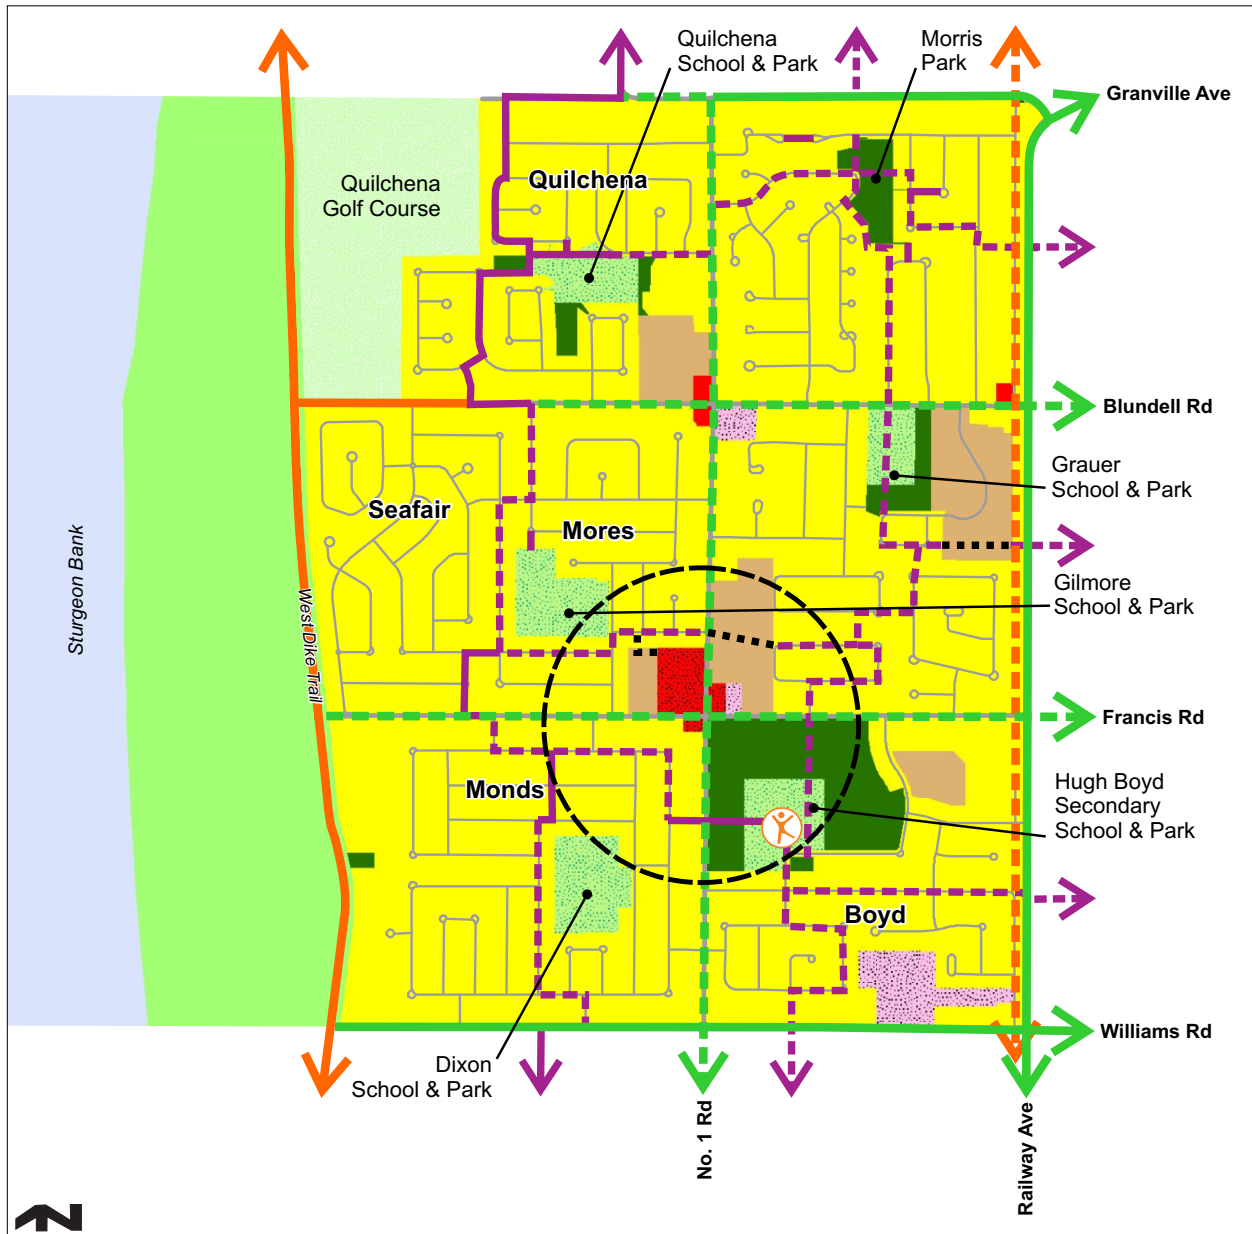 Quilchena
School & Park
Morris
Park
Granville Ave
Quilchena
Quilchena
Golf Course
Blundell Rd
Grauer
School & Park
Seafair
Mores
Sturgeon Bank
Gilmore
School & Park
West Dike Trail
Francis Rd
Monds
Hugh Boyd
Secondary
School & Park
Boyd
Williams Rd
Dixon
School & Park
No. 1 Rd
Railway Ave